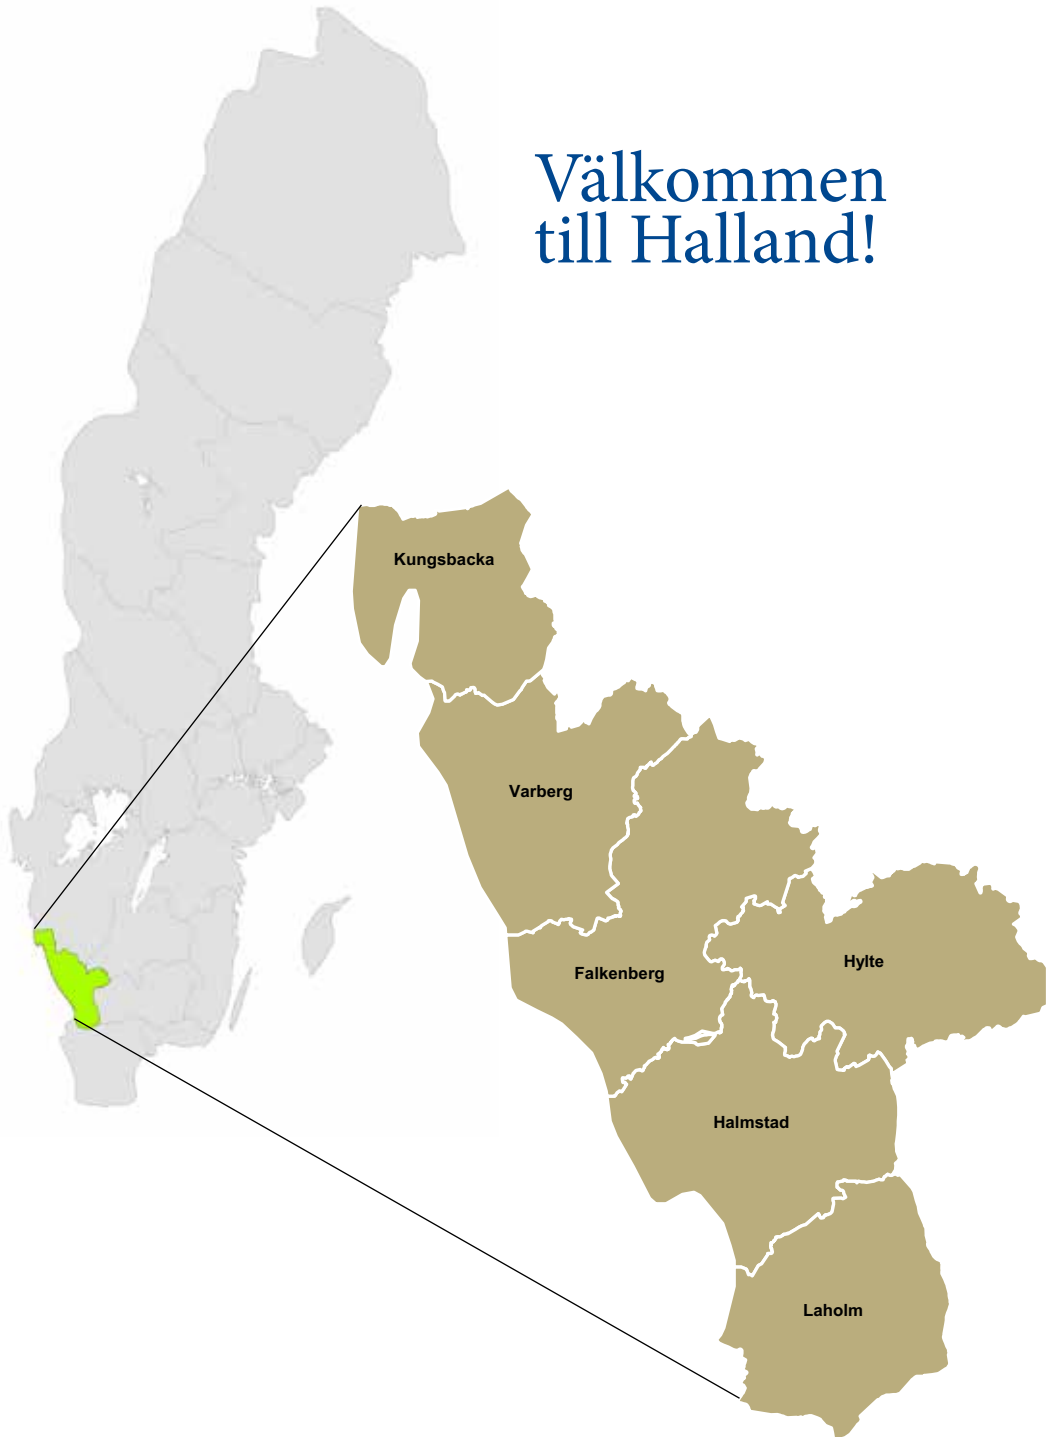 Välkommen
till Halland!
Kungsbacka
Varberg
Hylte
Falkenberg
Halmstad
Laholm